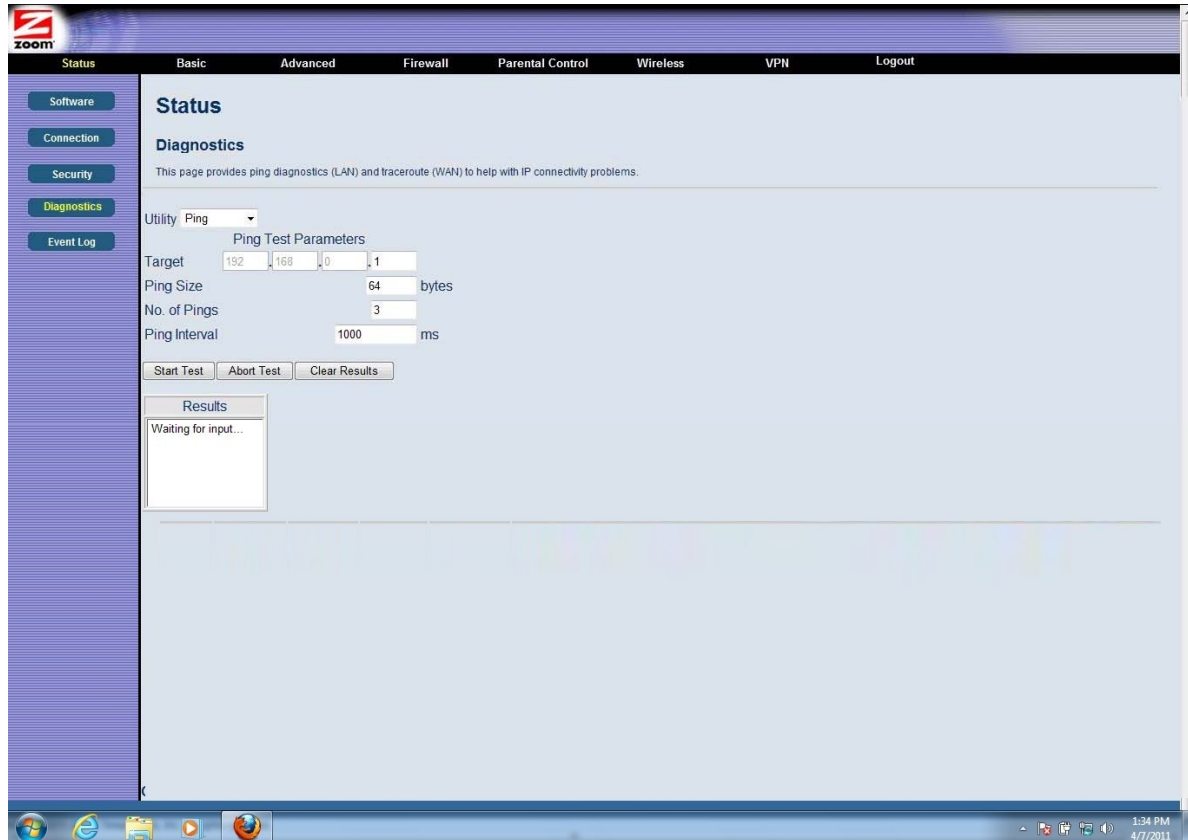 zoom
Status Basic Advanced Firewall Parental Control Wireless VPN Logout
Software
Connection
Security
Diagnostics
Event Log
Status
Diagnostics
This page provides ping diagnostics (LAN) and traceroute (WAN) to help with IP connectivity problems.
Utility Ping
Ping Test Parameters
Target 192 . 168 . 0 . 1
Ping Size 64 bytes
No. of Pings 3
Ping Interval 1000 ms
Start Test Abort Test Clear Results
Results
Waiting for input...
1:34 PM
4/7/2011